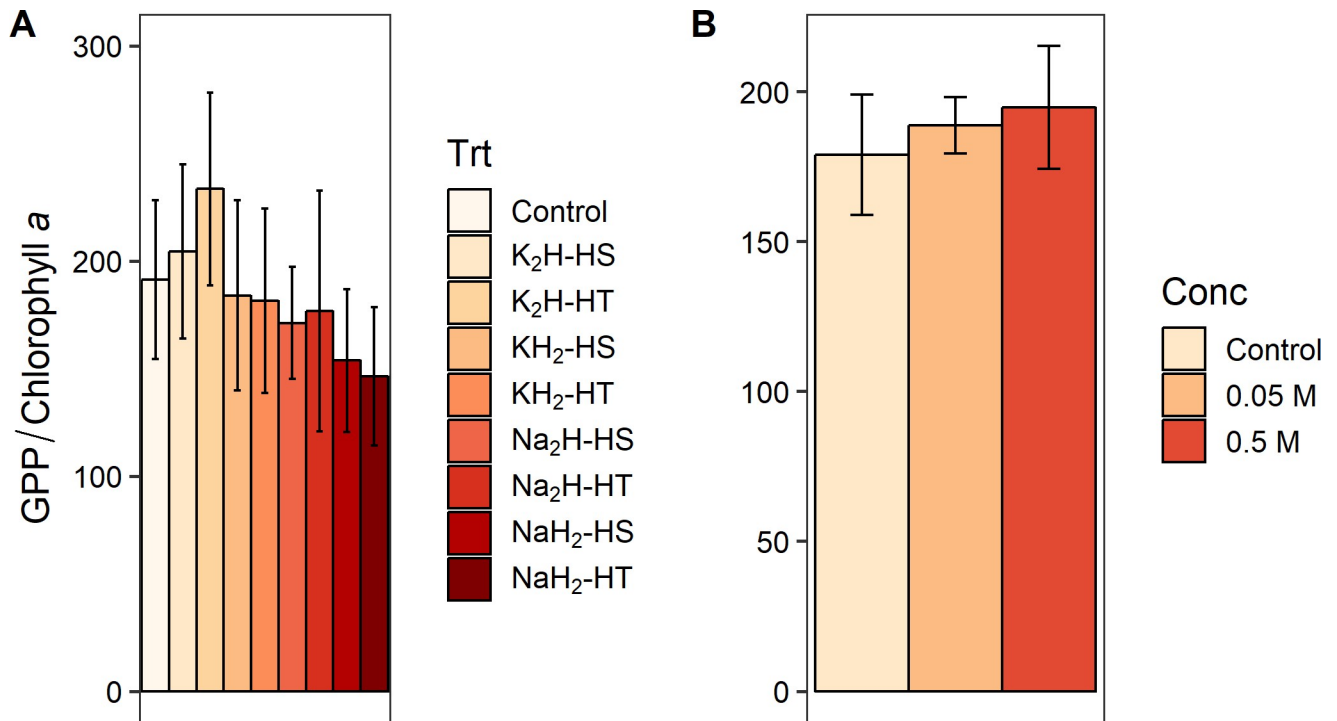 A
GPP/Chlorophyll a
300
200
100
0
Trt
Control
K₂H-HS
K₂H-HT
KH₂-HS
KH₂-HT
Na₂H-HS
Na₂H-HT
NaH₂-HS
NaH₂-HT
B
200
150
100
50
0
Conc
Control
0.05 M
0.5 M